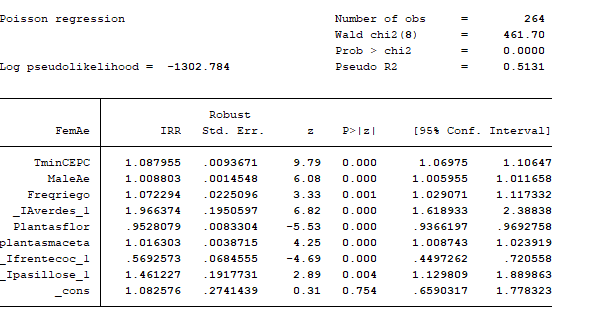 Poisson regression Number of obs = 264
Wald chi2(8) = 461.70
Prob > chi2 = 0.0000
Log pseudolikelihood = -1302.784 Pseudo R2 = 0.5131
Robust
FemAe IRR Std. Err. z P>|z| [95% Conf. Interval]
TminCEPC 1.087955 .0093671 9.79 0.000 1.06975 1.10647
MaleAe 1.008803 .0014548 6.08 0.000 1.005955 1.011658
Freqriego 1.072294 .0225096 3.33 0.001 1.029071 1.117332
_IAverdes_1 1.966374 .1950597 6.82 0.000 1.618933 2.38838
Plantasflor .9528079 .0083304 -5.53 0.000 .9366197 .9692758
plantasmaceta 1.016303 .0038715 4.25 0.000 1.008743 1.023919
_Ifrentecoc_1 .5692573 .0684555 -4.69 0.000 .4497262 .720558
_Ipasillose_1 1.461227 .1917731 2.89 0.004 1.129809 1.889863
_cons 1.082576 .2741439 0.31 0.754 .6590317 1.778323